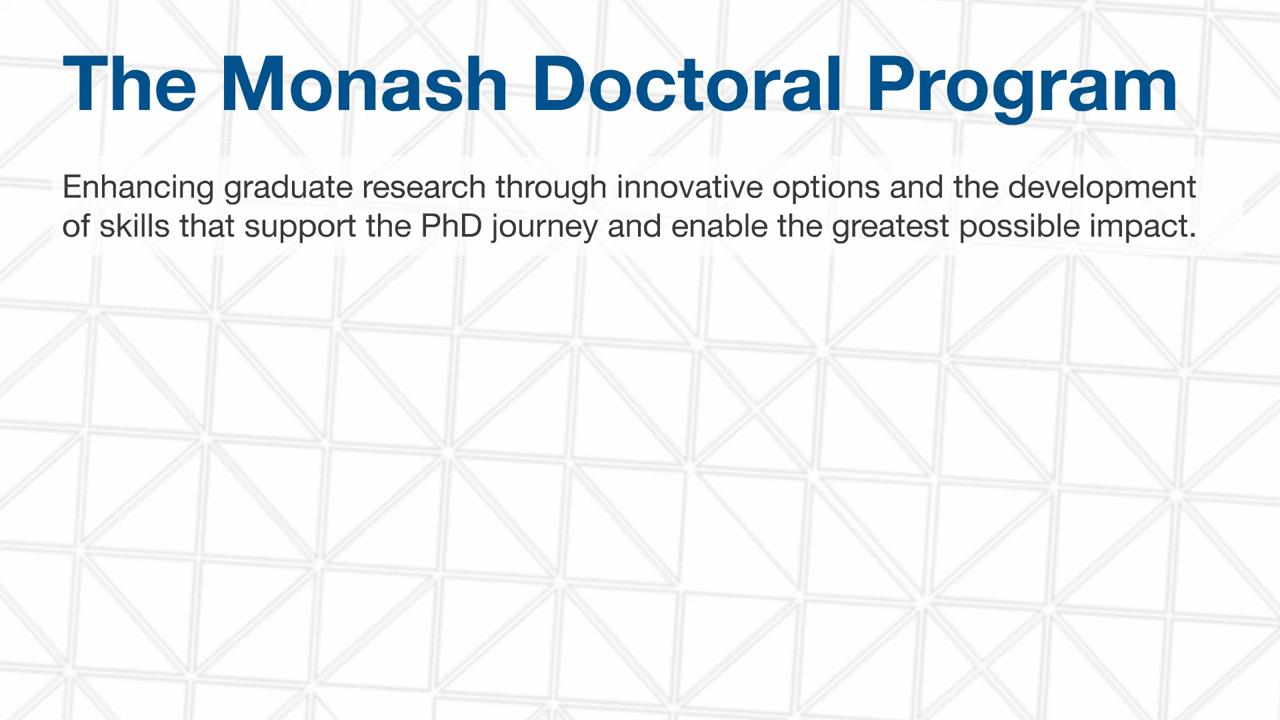 The Monash Doctoral Program
Enhancing graduate research through innovative options and the development
of skills that support the PhD journey and enable the greatest possible impact.